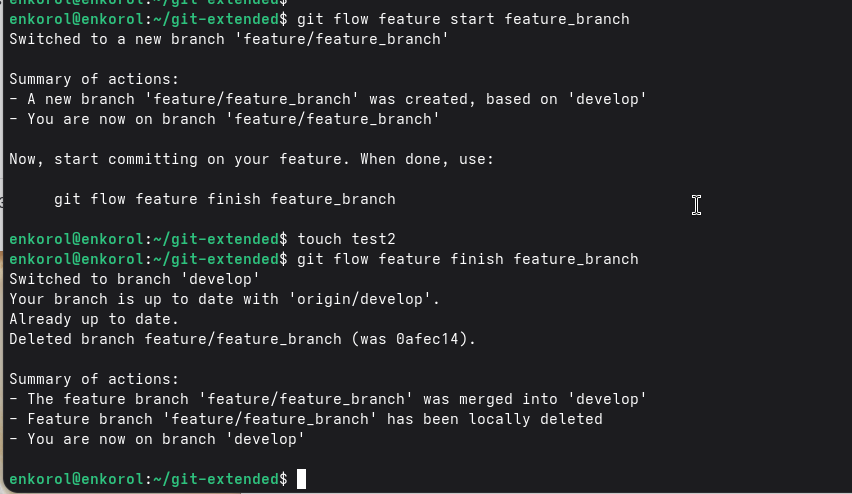 enkorol@enkorol:~/git-extended$
enkorol@enkorol:~/git-extended$ git flow feature start feature_branch
Switched to a new branch 'feature/feature_branch'

Summary of actions:
- A new branch 'feature/feature_branch' was created, based on 'develop'
- You are now on branch 'feature/feature_branch'

Now, start committing on your feature. When done, use:

     git flow feature finish feature_branch

enkorol@enkorol:~/git-extended$ touch test2
enkorol@enkorol:~/git-extended$ git flow feature finish feature_branch
Switched to branch 'develop'
Your branch is up to date with 'origin/develop'.
Already up to date.
Deleted branch feature/feature_branch (was 0afec14).

Summary of actions:
- The feature branch 'feature/feature_branch' was merged into 'develop'
- Feature branch 'feature/feature_branch' has been locally deleted
- You are now on branch 'develop'

enkorol@enkorol:~/git-extended$